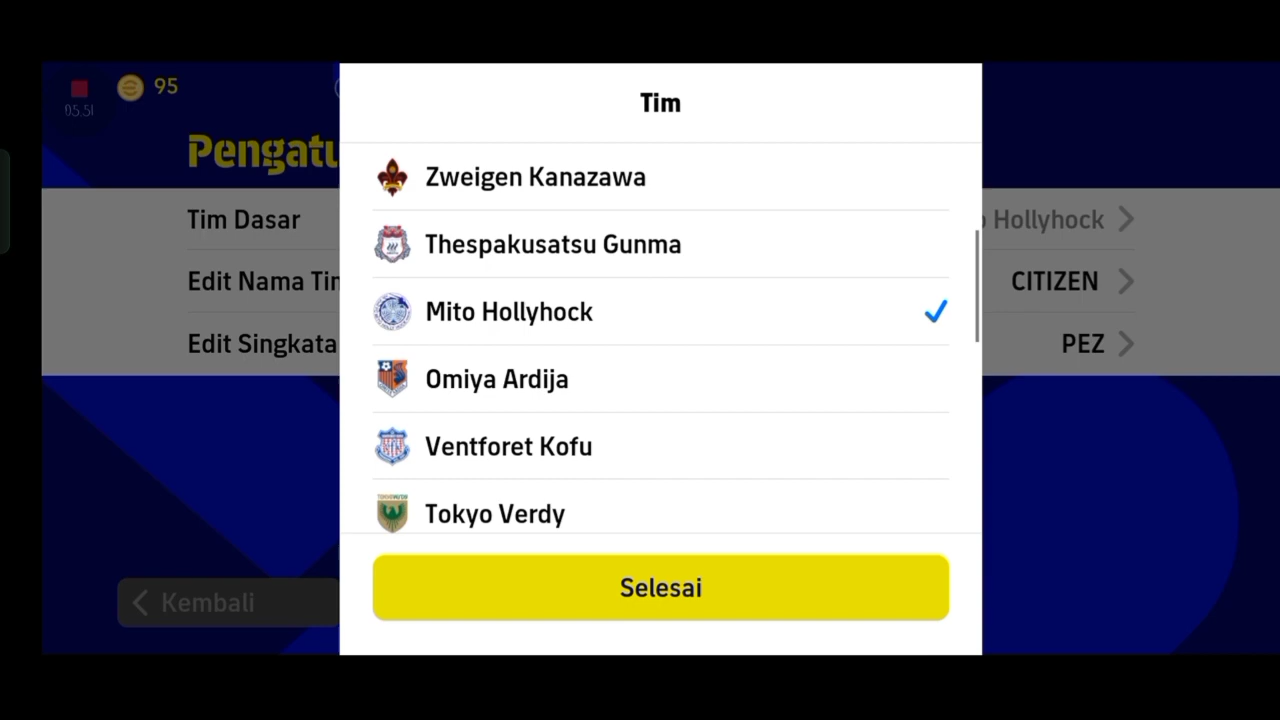 95
05.51
Pengatu
Tim
Zweigen Kanazawa
Thespakusatsu Gunma
Mito Hollyhock
Omiya Ardija
Ventforet Kofu
Tokyo Verdy
Selesai
Tim Dasar
Hollyhock
Edit Nama Tim
CITIZEN
Edit Singkata
PEZ
Kembali